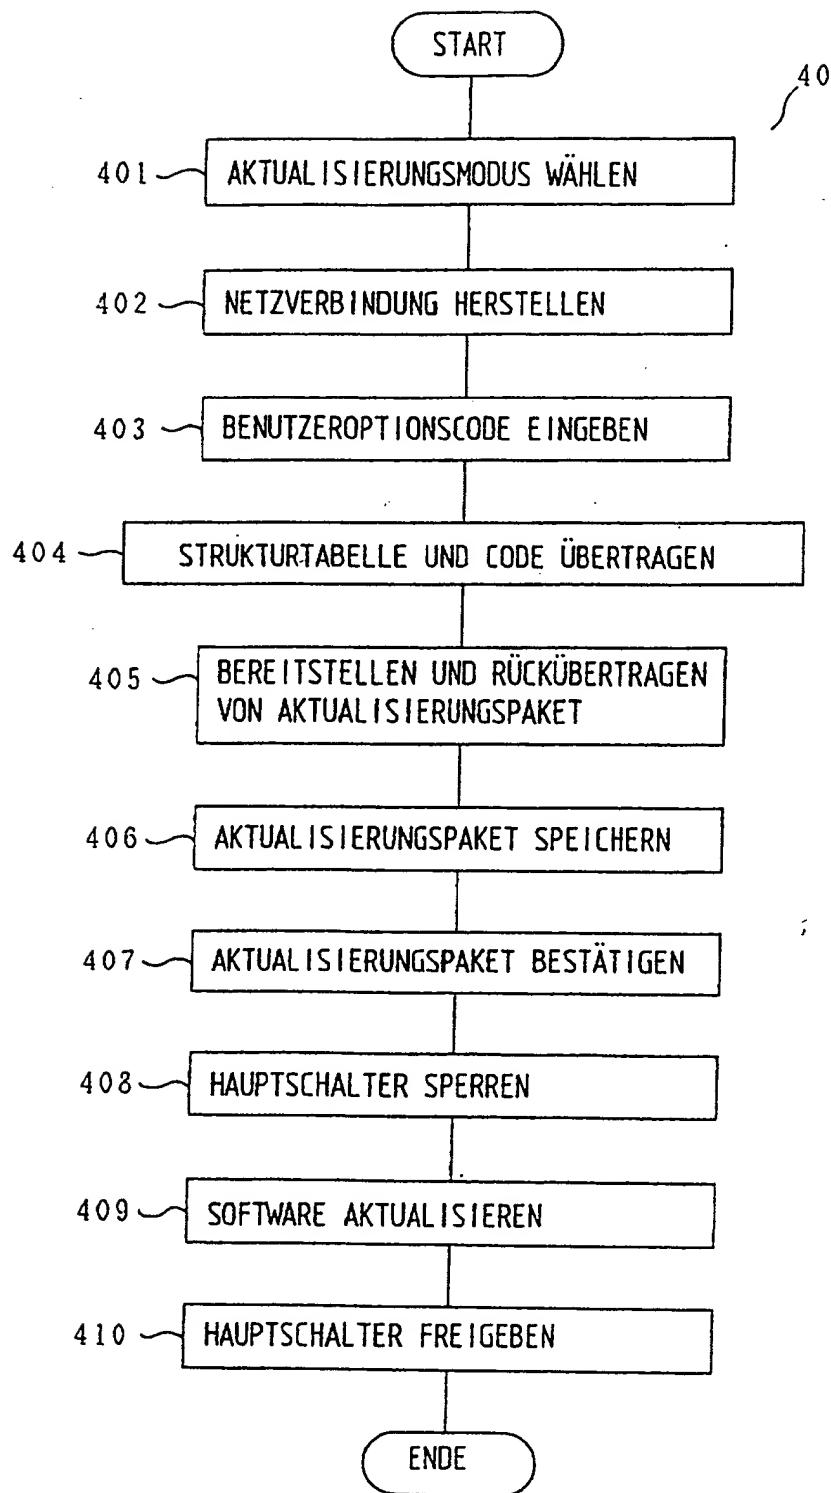 START
40
401 AKTUALISIERUNGSMODUS WÄHLEN
402 NETZVERBINDUNG HERSTELLEN
403 BENUTZEROPTIONSCODE EINGEBEN
404 STRUKTURTABELLE UND CODE ÜBERTRAGEN
405 BEREITSTELLEN UND RÜCKÜBERTRAGEN
VON AKTUALISIERUNGSPAKET
406 AKTUALISIERUNGSPAKET SPEICHERN
407 AKTUALISIERUNGSPAKET BESTÄTIGEN
408 HAUPTSCHALTER SPERREN
409 SOFTWARE AKTUALISIEREN
410 HAUPTSCHALTER FREIGEBEN
ENDE